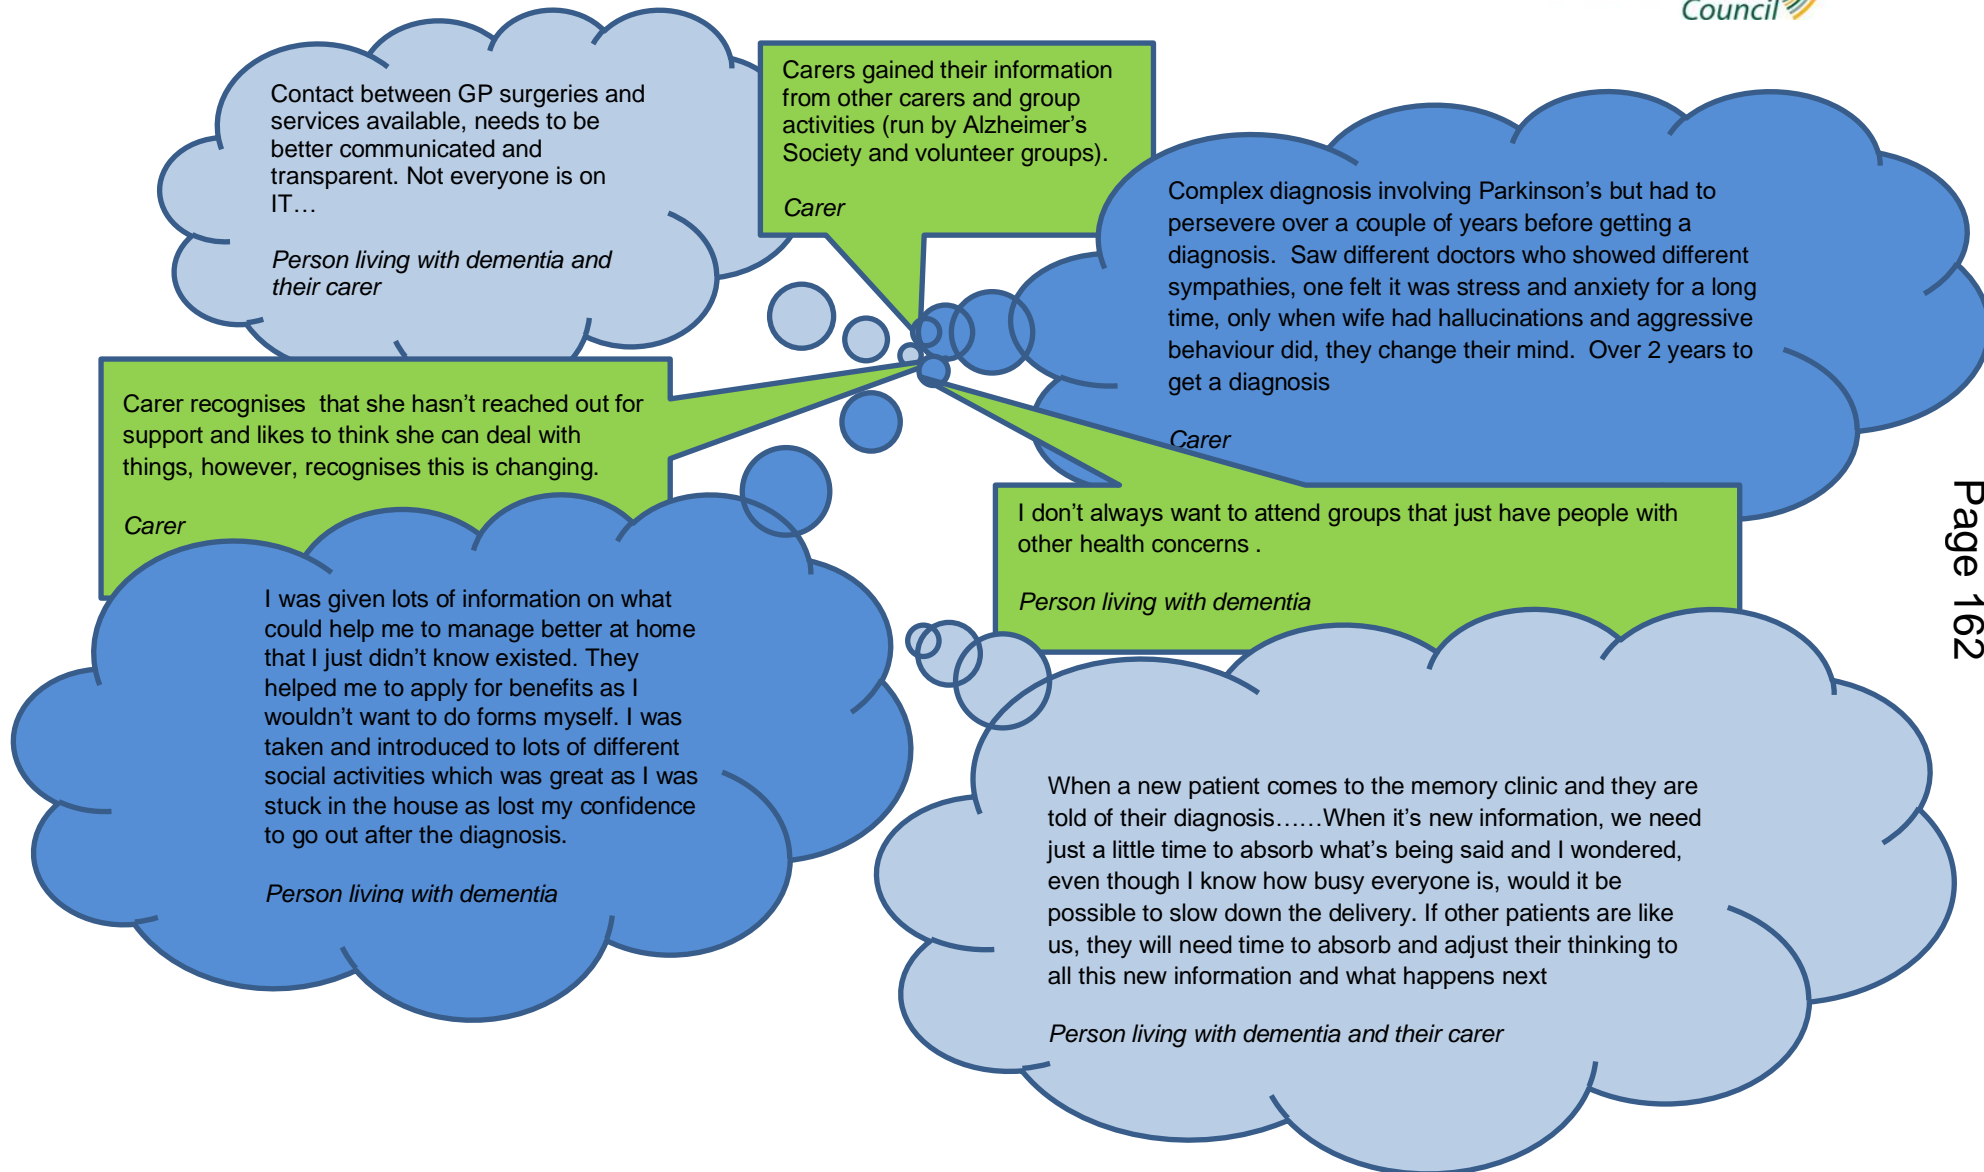 Council
Contact between GP surgeries and
services available, needs to be
better communicated and
transparent. Not everyone is on
IT…
Person living with dementia and
their carer
Carers gained their information
from other carers and group
activities (run by Alzheimer’s
Society and volunteer groups).
Carer
Complex diagnosis involving Parkinson’s but had to
persevere over a couple of years before getting a
diagnosis.  Saw different doctors who showed different
sympathies, one felt it was stress and anxiety for a long
time, only when wife had hallucinations and aggressive
behaviour did, they change their mind.  Over 2 years to
get a diagnosis
Carer
Carer recognises  that she hasn’t reached out for
support and likes to think she can deal with
things, however, recognises this is changing.
Carer
I don’t always want to attend groups that just have people with
other health concerns .
Person living with dementia
I was given lots of information on what
could help me to manage better at home
that I just didn’t know existed. They
helped me to apply for benefits as I
wouldn’t want to do forms myself. I was
taken and introduced to lots of different
social activities which was great as I was
stuck in the house as lost my confidence
to go out after the diagnosis.
Person living with dementia
When a new patient comes to the memory clinic and they are
told of their diagnosis……When it’s new information, we need
just a little time to absorb what’s being said and I wondered,
even though I know how busy everyone is, would it be
possible to slow down the delivery. If other patients are like
us, they will need time to absorb and adjust their thinking to
all this new information and what happens next
Person living with dementia and their carer
Page 162